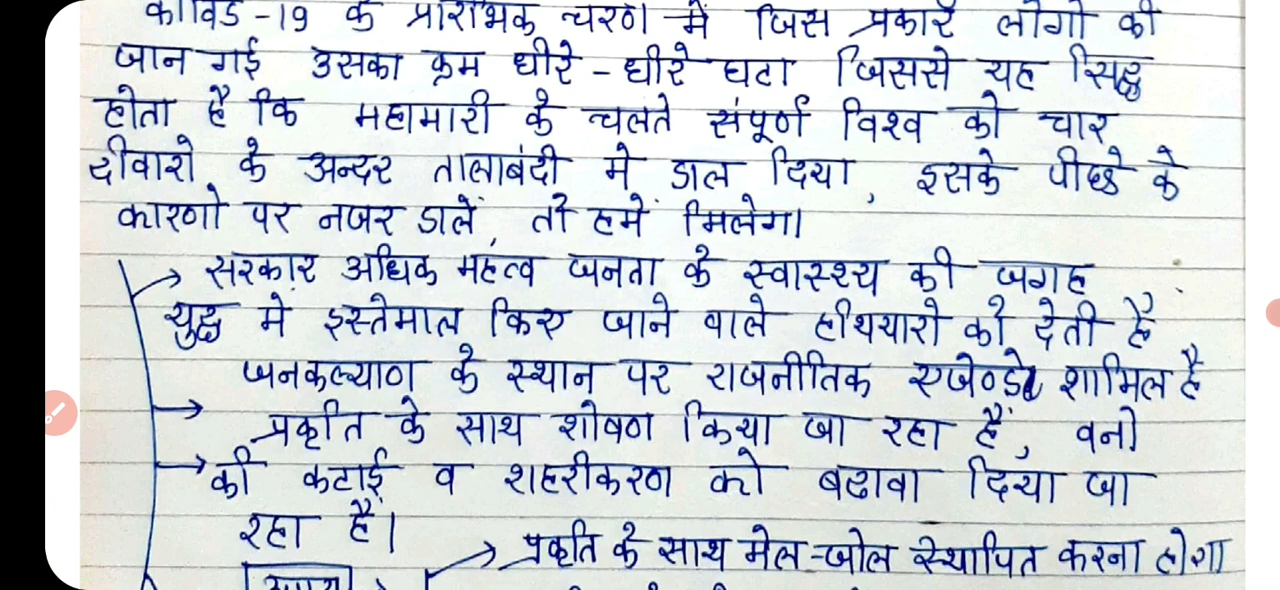 कोविड -19 के प्रारंभिक चरण में जिस प्रकार लोगो की
जान गई उसका क्रम धीरे - धीरे घटा जिससे यह सिद्ध
होता है कि महामारी के चलते संपूर्ण विश्व को चार
दीवारो के अन्दर तालाबंदी मे डाल दिया, इसके पीछे के
कारणो पर नजर डालें, तो हमें मिलेगा
→ सरकार अधिक महत्व जनता के स्वास्थ्य की जगह
युद्ध मे इस्तेमाल किए जाने वाले हथियारो को देती है
जनकल्याण के स्थान पर राजनीतिक एजेण्डे शामिल है
→ प्रकृति के साथ शोषण किया जा रहा हैं, वनो
→ की कटाई व शहरीकरण को बढावा दिया जा
रहा हैं।
→ प्रकृति के साथ मेल-जोल स्थापित करना होगा